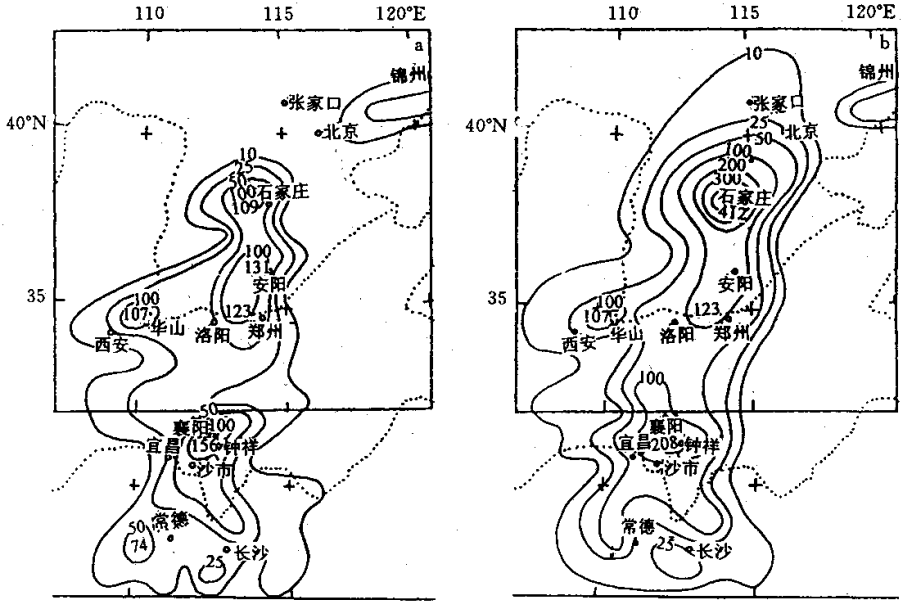 110 115 120°E
110 115 120°E
a
锦州
张家口
40°N
北京
10
25
50
100
石家庄
109
100
131
安阳
35
100
107
华山
123
西安
洛阳
郑州
50
襄阳
100
宜昌
156
钟祥
沙市
常德
50
74
长沙
25
b
10
锦州
张家口
40°N
25
北京
50
100
200
300
石家庄
412
安阳
35
100
107
华山
123
西安
洛阳
郑州
100
襄阳
宜昌
208
钟祥
沙市
常德
25
长沙